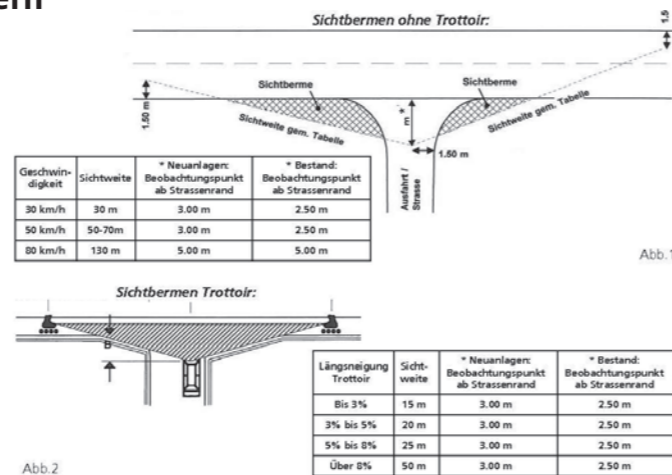 Sichtbermen ohne Trottoir:
1.5
Sichtberme
Sichtberme
1.50 m
Sichtweite gem. Tabelle
* m
Sichtweite gem. Tabelle
1.50 m
Ausfahrt / Strasse
Geschwin-digkeit Sichtweite * Neuanlagen: Beobachtungspunkt ab Strassenrand * Bestand: Beobachtungspunkt ab Strassenrand
30 km/h 30 m 3.00 m 2.50 m
50 km/h 50-70m 3.00 m 2.50 m
80 km/h 130 m 5.00 m 5.00 m
Abb.1
Sichtbermen Trottoir:
B
Längsneigung Trottoir Sicht-weite * Neuanlagen: Beobachtungspunkt ab Strassenrand * Bestand: Beobachtungspunkt ab Strassenrand
Bis 3% 15 m 3.00 m 2.50 m
3% bis 5% 20 m 3.00 m 2.50 m
5% bis 8% 25 m 3.00 m 2.50 m
Über 8% 50 m 3.00 m 2.50 m
Abb.2